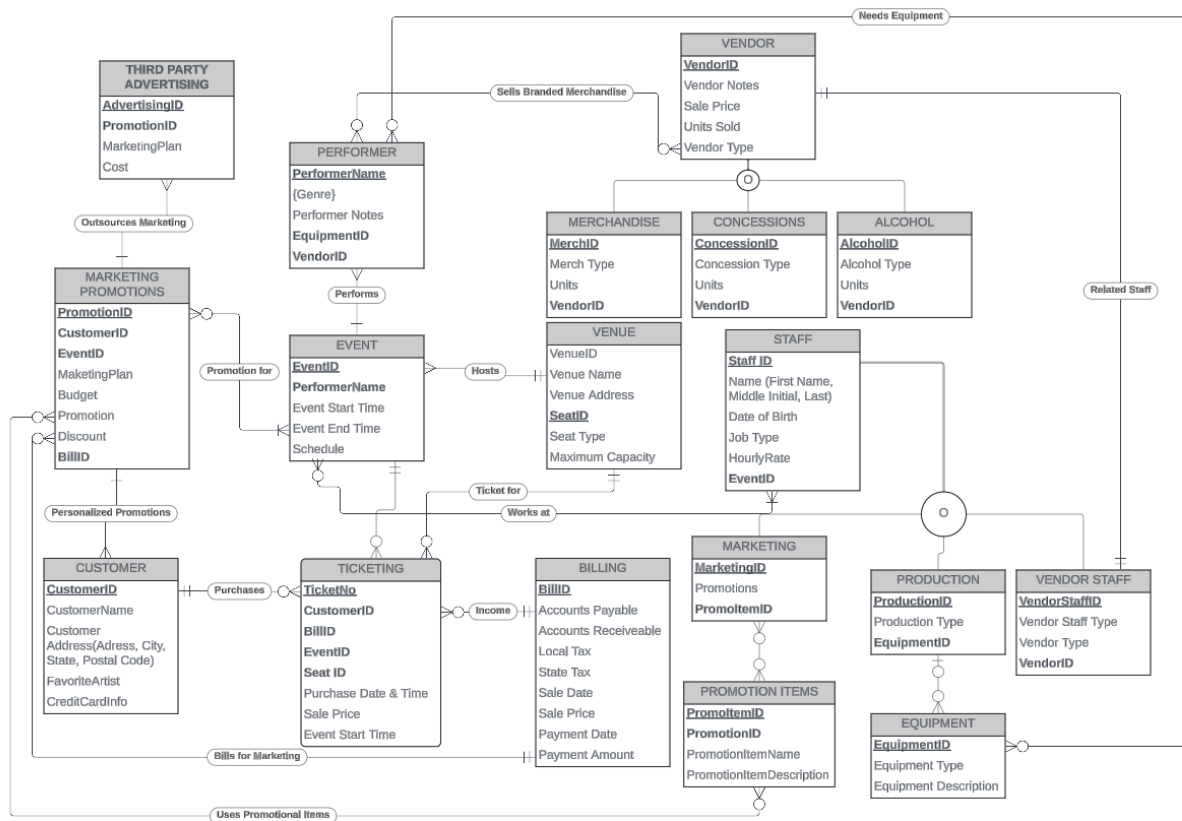 Needs Equipment
VENDOR
VendorID
Vendor Notes
Sale Price
Units Sold
Vendor Type
THIRD PARTY
ADVERTISING
AdvertisingID
PromotionID
MarketingPlan
Cost
Sells Branded Merchandise
PERFORMER
PerformerName
{Genre}
Performer Notes
EquipmentID
VendorID
O
Outsources Marketing
MERCHANDISE
MerchID
Merch Type
Units
VendorID
CONCESSIONS
ConcessionID
Concession Type
Units
VendorID
ALCOHOL
AlcoholID
Alcohol Type
Units
VendorID
MARKETING
PROMOTIONS
PromotionID
CustomerID
EventID
MaketingPlan
Budget
Promotion
Discount
BillID
Performs
Related Staff
Promotion for
EVENT
EventID
PerformerName
Event Start Time
Event End Time
Schedule
Hosts
VENUE
VenueID
Venue Name
Venue Address
SeatID
Seat Type
Maximum Capacity
STAFF
Staff ID
Name (First Name,
Middle Initial, Last)
Date of Birth
Job Type
HourlyRate
EventID
Ticket for
Works at
O
Personalized Promotions
CUSTOMER
CustomerID
CustomerName
Customer
Address(Adress, City,
State, Postal Code)
FavoriteArtist
CreditCardInfo
Purchases
TICKETING
TicketNo
CustomerID
BillID
EventID
Seat ID
Purchase Date & Time
Sale Price
Event Start Time
Income
BILLING
BillID
Accounts Payable
Accounts Receiveable
Local Tax
State Tax
Sale Date
Sale Price
Payment Date
Payment Amount
MARKETING
MarketingID
Promotions
PromoItemID
PRODUCTION
ProductionID
Production Type
EquipmentID
VENDOR STAFF
VendorStaffID
Vendor Staff Type
Vendor Type
VendorID
PROMOTION ITEMS
PromoItemID
PromotionID
PromotionItemName
PromotionItemDescription
EQUIPMENT
EquipmentID
Equipment Type
Equipment Description
Bills for Marketing
Uses Promotional Items